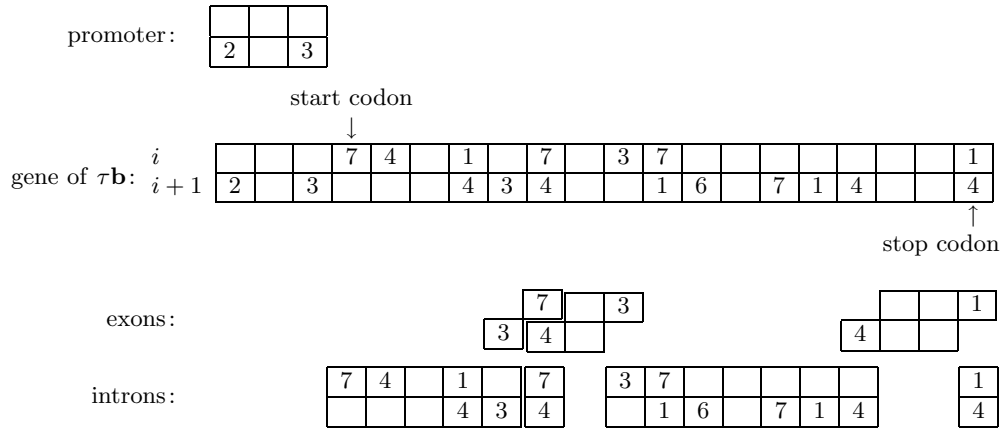 promoter:
2 3
start codon
↓
gene of τb:
i 7 4 1 7 3 7 1
i + 1 2 3 4 3 4 1 6 7 1 4 4
↑
stop codon
exons:
7 3 1
3 4 4
introns:
7 4 1 7 3 7 1
4 3 4 1 6 7 1 4 4